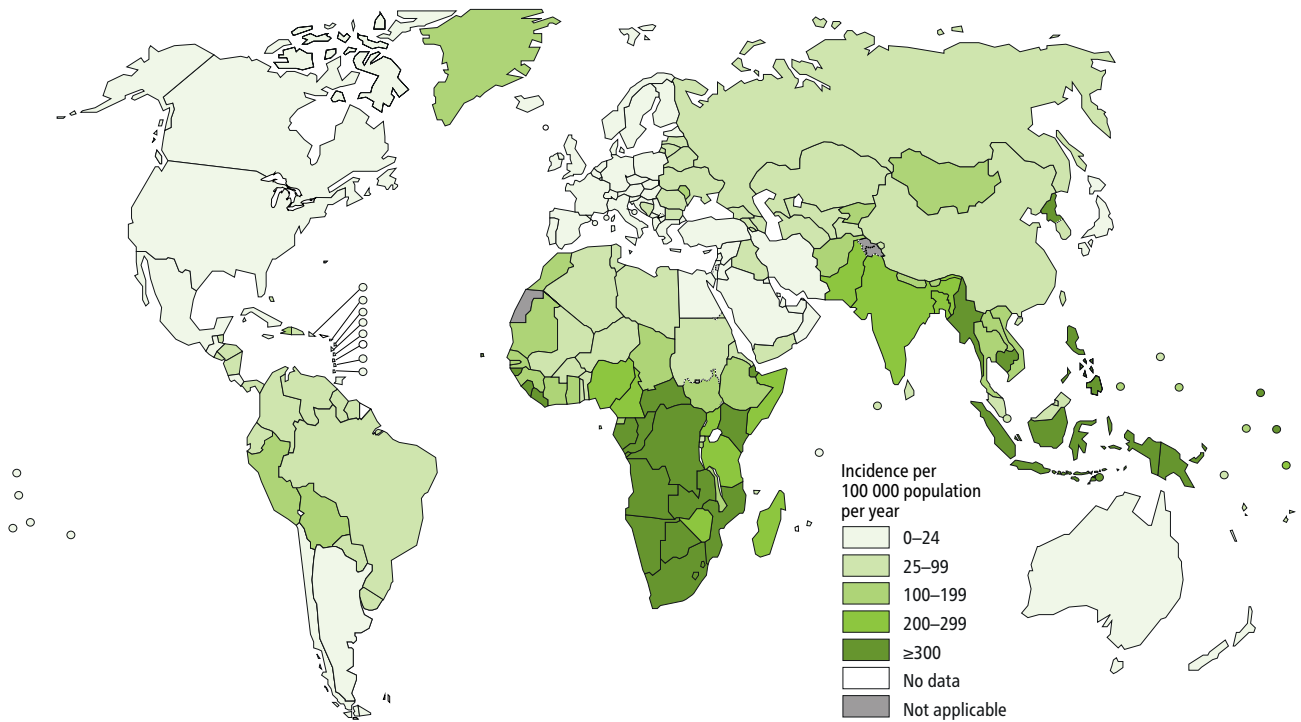 Incidence per
100 000 population
per year
0–24
25–99
100–199
200–299
≥300
No data
Not applicable